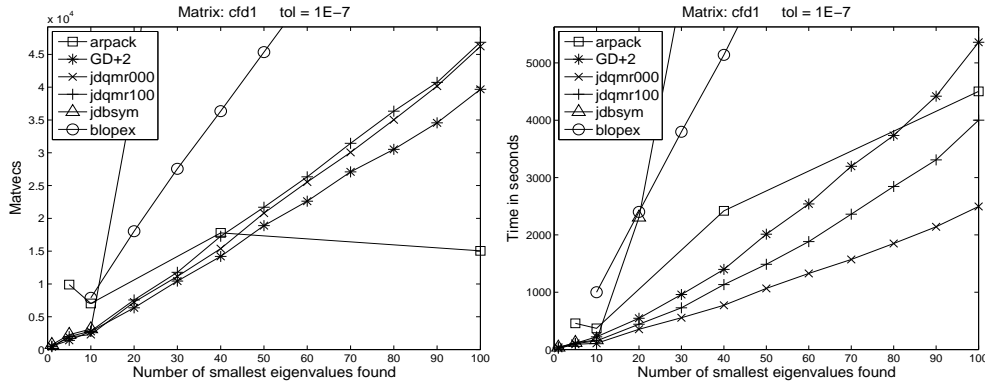 Matrix: cfd1 tol = 1E-7
x 10⁴
arpack
GD+2
jdqmr000
jdqmr100
jdbsym
blopex
Matvecs
4.5
4
3.5
3
2.5
2
1.5
1
0.5
0
0 10 20 30 40 50 60 70 80 90 100
Number of smallest eigenvalues found
Matrix: cfd1 tol = 1E-7
arpack
GD+2
jdqmr000
jdqmr100
jdbsym
blopex
Time in seconds
5000
4000
3000
2000
1000
0
0 10 20 30 40 50 60 70 80 90 100
Number of smallest eigenvalues found